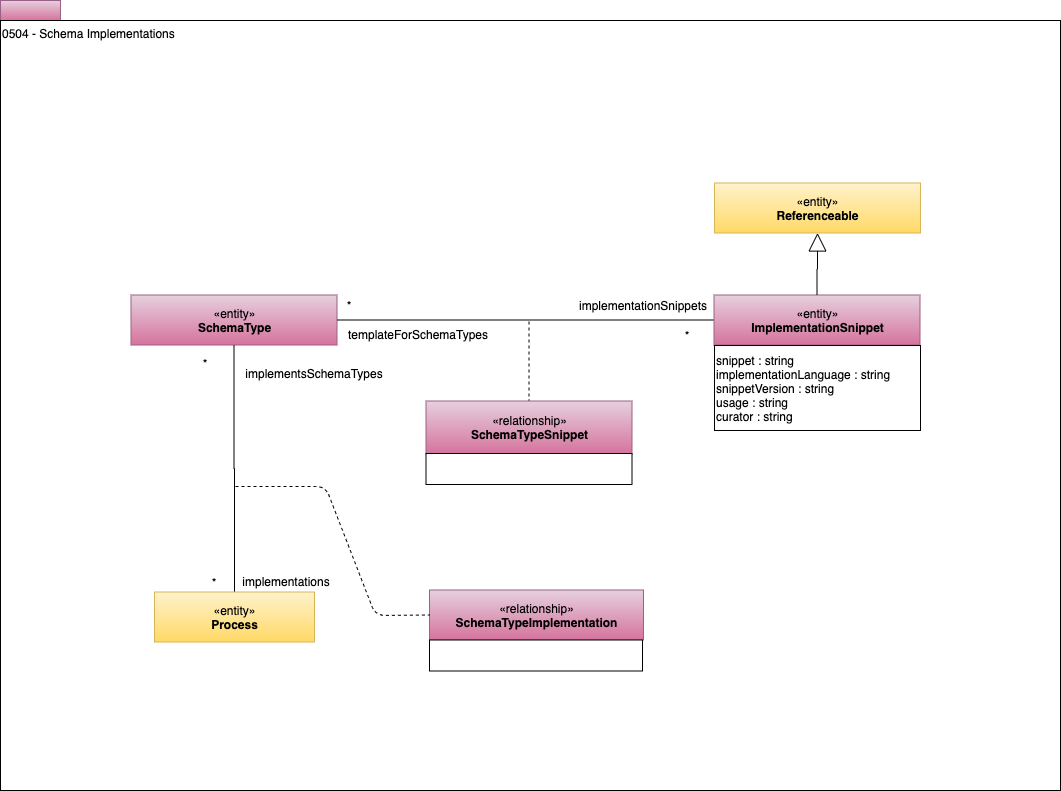 0504 - Schema Implementations
«entity»
Referenceable
«entity»
SchemaType
*
templateForSchemaTypes
implementationSnippets
*
«entity»
ImplementationSnippet
snippet : string
implementationLanguage : string
snippetVersion : string
usage : string
curator : string
*
implementsSchemaTypes
«relationship»
SchemaTypeSnippet
*
implementations
«entity»
Process
«relationship»
SchemaTypeImplementation